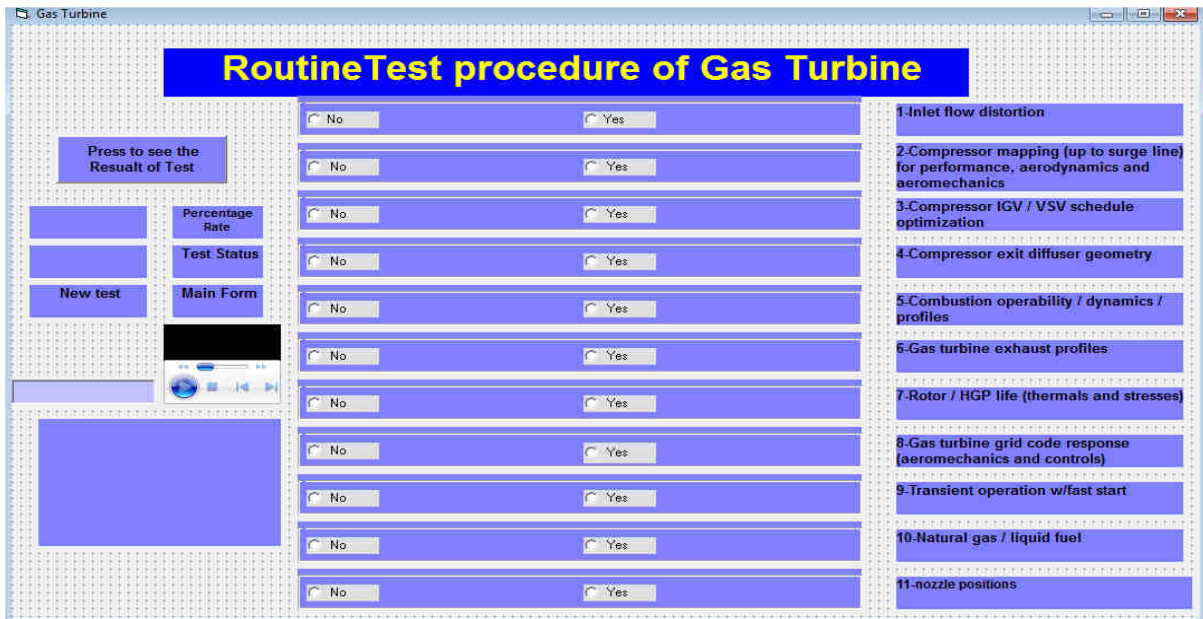 Gas Turbine
RoutineTest procedure of Gas Turbine
Press to see the
Resualt of Test
Percentage
Rate
Test Status
New test
Main Form
No Yes
1-Inlet flow distortion
No Yes
2-Compressor mapping (up to surge line)
for performance, aerodynamics and
aeromechanics
No Yes
3-Compressor IGV / VSV schedule
optimization
No Yes
4-Compressor exit diffuser geometry
No Yes
5-Combustion operability / dynamics /
profiles
No Yes
6-Gas turbine exhaust profiles
No Yes
7-Rotor / HGP life (thermals and stresses)
No Yes
8-Gas turbine grid code response
(aeromechanics and controls)
No Yes
9-Transient operation w/fast start
No Yes
10-Natural gas / liquid fuel
No Yes
11-nozzle positions